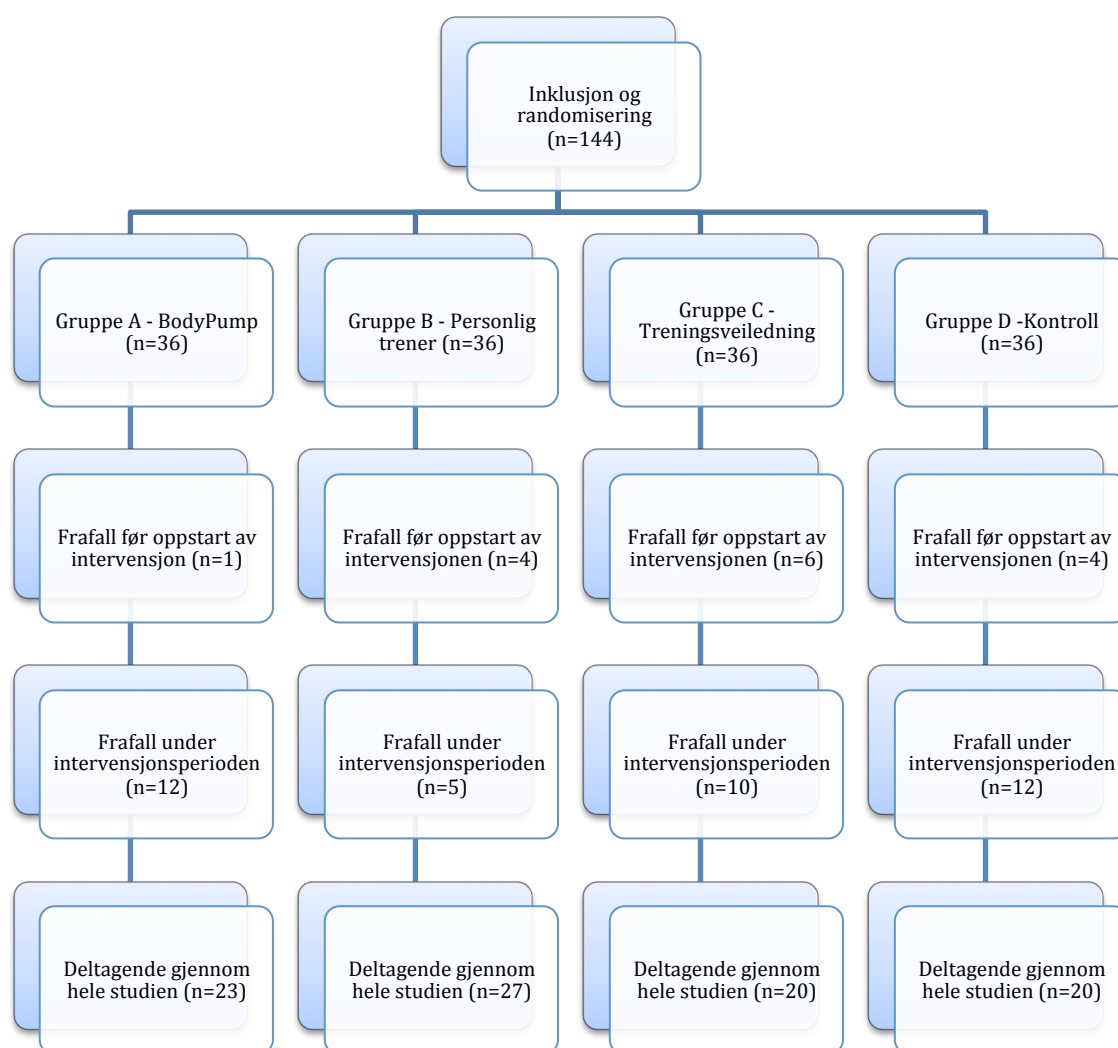 Inklusjon og
randomisering
(n=144)
Gruppe A - BodyPump
(n=36)
Gruppe B - Personlig
trener (n=36)
Gruppe C -
Treningsveiledning
(n=36)
Gruppe D -Kontroll
(n=36)
Frafall før oppstart av
intervensjon (n=1)
Frafall før oppstart av
intervensjonen (n=4)
Frafall før oppstart av
intervensjonen (n=6)
Frafall før oppstart av
intervensjonen (n=4)
Frafall under
intervensjonsperioden
(n=12)
Frafall under
intervensjonsperioden
(n=5)
Frafall under
intervensjonsperioden
(n=10)
Frafall under
intervensjonsperioden
(n=12)
Deltagende gjennom
hele studien (n=23)
Deltagende gjennom
hele studien (n=27)
Deltagende gjennom
hele studien (n=20)
Deltagende gjennom
hele studien (n=20)